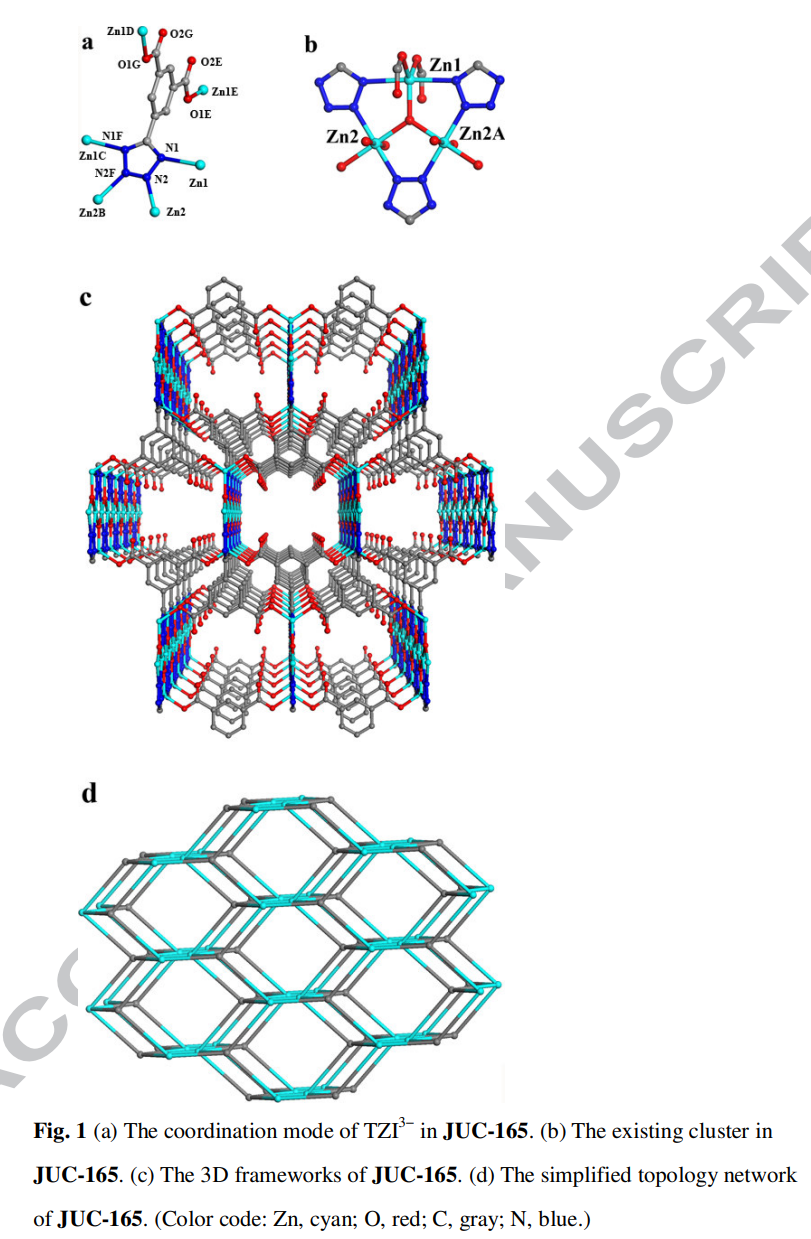 a
Zn1D
O2G
O1G
O2E
Zn1E
O1E
N1F
N1
Zn1C
Zn1
N2F
N2
Zn2B
Zn2
b
Zn1
Zn2
Zn2A
c
d
Fig. 1 (a) The coordination mode of TZI³⁻ in JUC-165. (b) The existing cluster in
JUC-165. (c) The 3D frameworks of JUC-165. (d) The simplified topology network
of JUC-165. (Color code: Zn, cyan; O, red; C, gray; N, blue.)